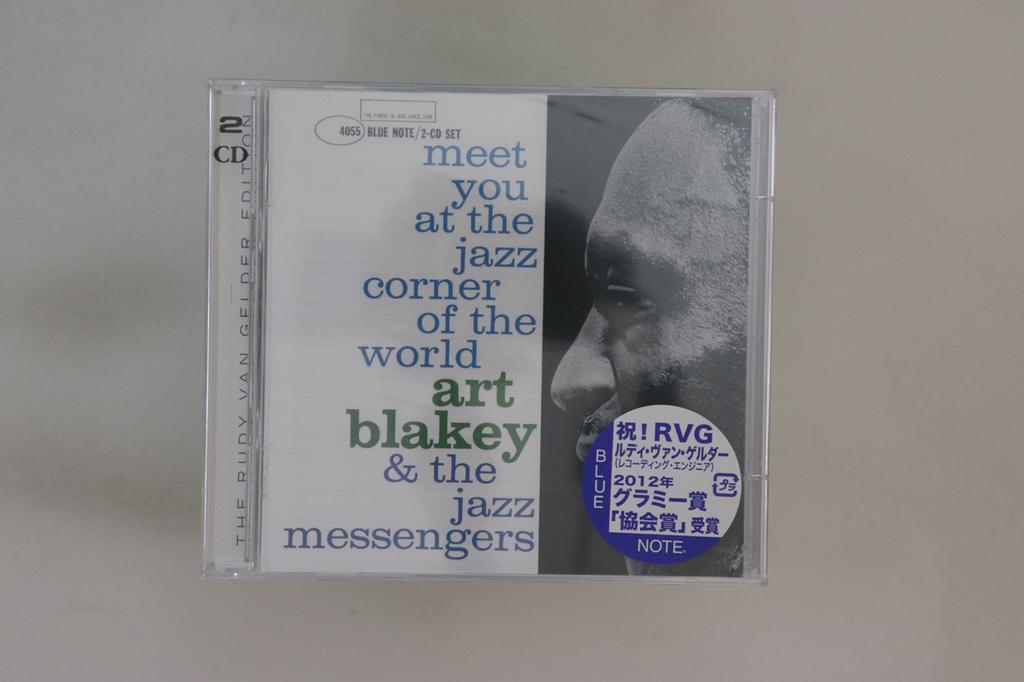 2
CD
THE RUDY VAN GELDER EDITION
THE FINEST IN JAZZ SINCE 1939
4055 BLUE NOTE/2-CD SET
meet
you
at the
jazz
corner
of the
world
art
blakey
& the
jazz
messengers
祝！RVG
ルディ・ヴァン・ゲルダー
(レコーディング・エンジニア)
2012年
グラミー賞
「協会賞」受賞
プラ
BLUE
NOTE